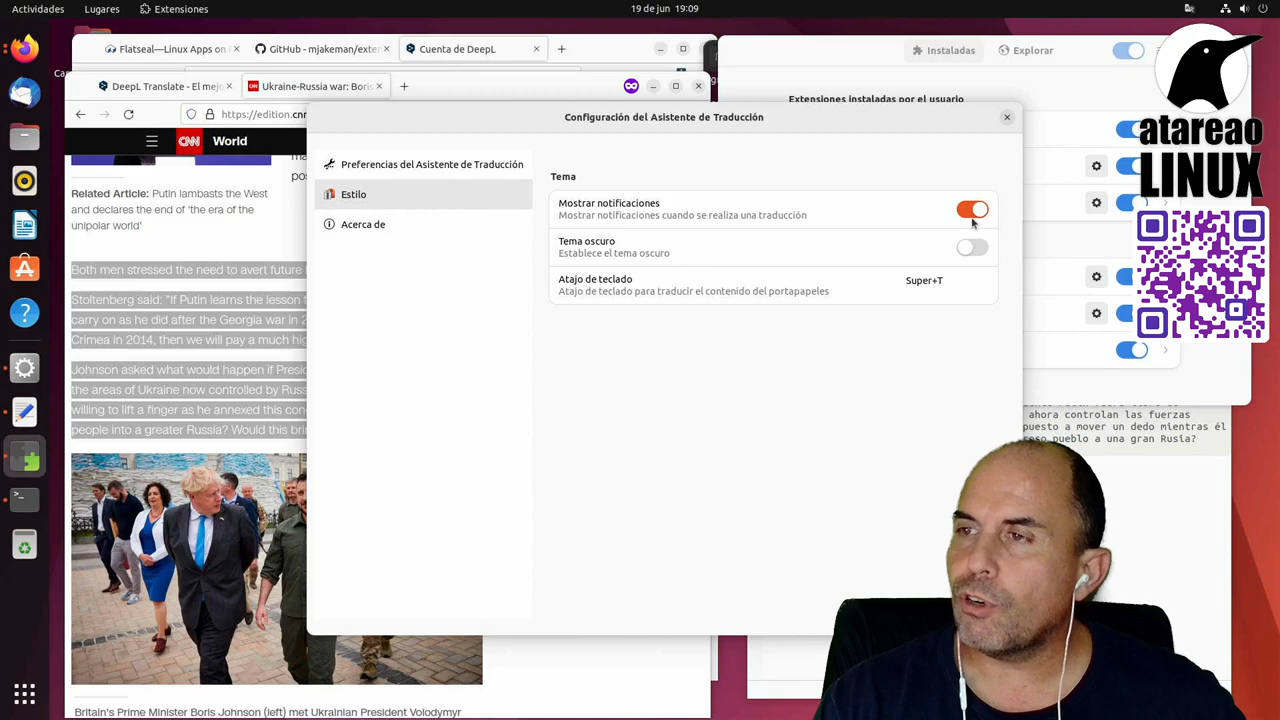 Actividades
Lugares
Extensiones
19 de jun 19:09
Flatseal—Linux Apps on
GitHub - mjakeman/exten
Cuenta de DeepL
DeepL Translate - El mejo
Ukraine-Russia war: Boris
https://edition.cnn
CNN World
Related Article: Putin lambasts the West
and declares the end of 'the era of the
unipolar world'
Both men stressed the need to avert future
Stoltenberg said: "If Putin learns the lesson
carry on as he did after the Georgia war in 2
Crimea in 2014, then we will pay a much hig
Johnson asked what would happen if Presi
the areas of Ukraine now controlled by Russ
willing to lift a finger as he annexed this con
people into a greater Russia? Would this brin
Britain's Prime Minister Boris Johnson (left) met Ukrainian President Volodymyr
Instaladas
Explorar
Extensiones instaladas por el usuario
Configuración del Asistente de Traducción
Preferencias del Asistente de Traducción
Estilo
Acerca de
Tema
Mostrar notificaciones
Mostrar notificaciones cuando se realiza una traducción
Tema oscuro
Establece el tema oscuro
Atajo de teclado
Super+T
Atajo de teclado para traducir el contenido del portapapeles
ahora controlan las fuerzas
puesto a mover un dedo mientras él
pueblo a una gran Rusia?
atareao
LINUX